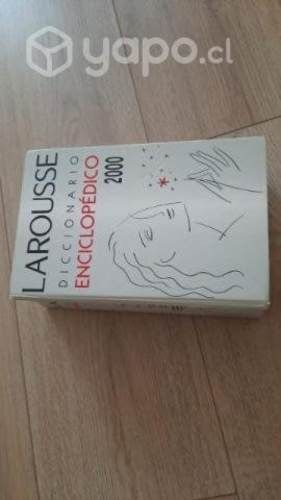 yapo.cl
LAROUSSE
DICCIONARIO
ENCICLOPÉDICO
2000